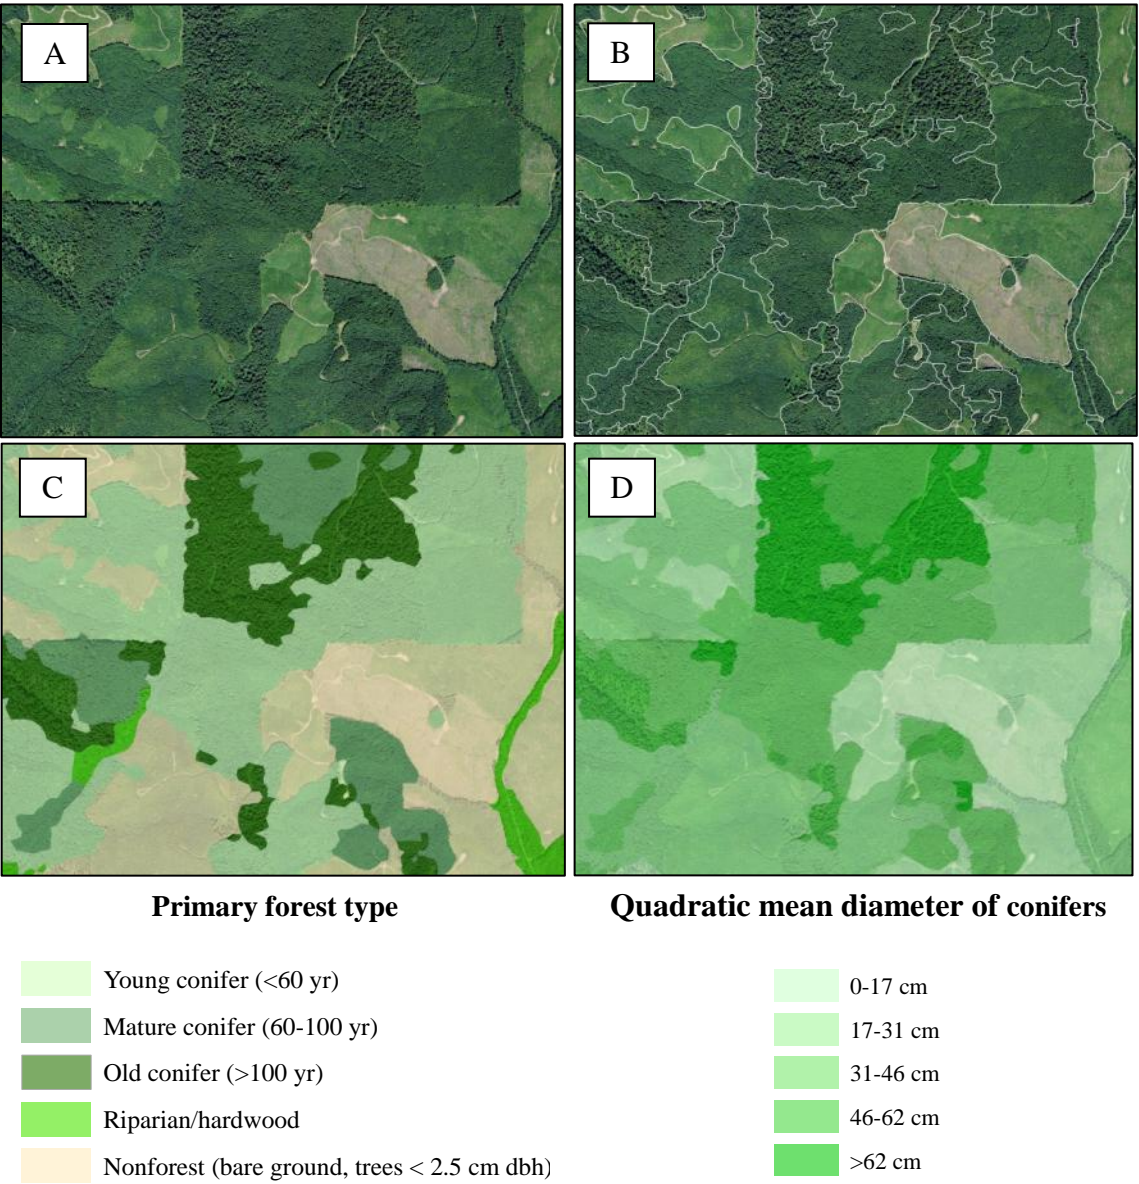 A
B
C
D
Primary forest type
Quadratic mean diameter of conifers
Young conifer (<60 yr)
Mature conifer (60-100 yr)
Old conifer (>100 yr)
Riparian/hardwood
Nonforest (bare ground, trees < 2.5 cm dbh)
0-17 cm
17-31 cm
31-46 cm
46-62 cm
>62 cm